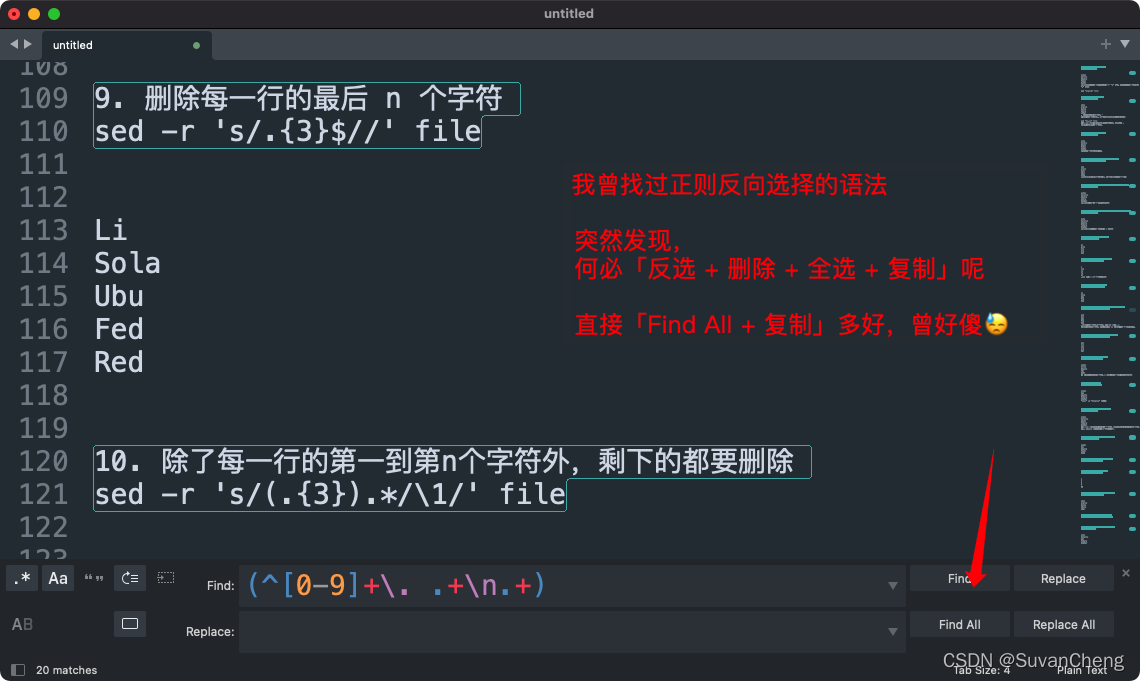 untitled
untitled
108
109 9. 删除每一行的最后 n 个字符
110 sed -r 's/.{3}$//' file
111
112
113 Li
114 Sola
115 Ubu
116 Fed
117 Red
118
119
120 10. 除了每一行的第一到第n个字符外，剩下的都要删除
121 sed -r 's/(.{3}).*/\1/' file
122
123
我曾找过正则反向选择的语法
突然发现，
何必「反选 + 删除 + 全选 + 复制」呢
直接「Find All + 复制」多好，曾好傻😓
.* Aa “” Find: (^[0-9]+\. .+\n.+) Find Replace
AB Replace: Find All Replace All
CSDN @SuvanCheng
20 matches Tab Size: 4 Plain Text